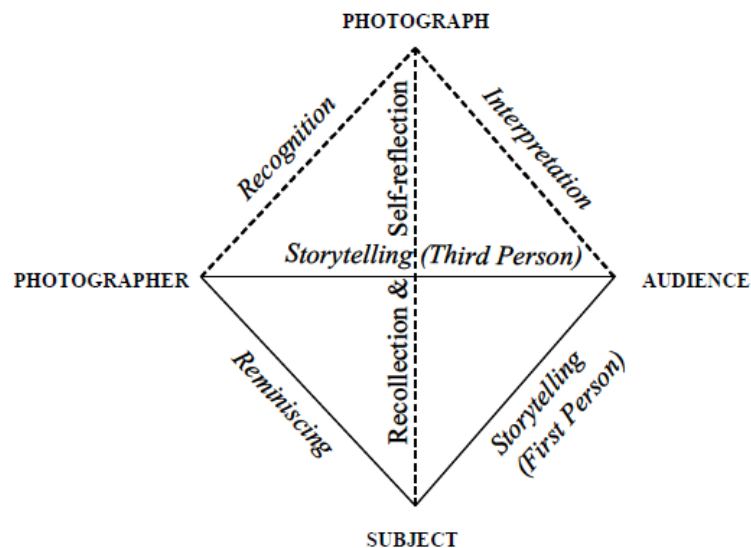 PHOTOGRAPH
Recognition
Interpretation
Recollection & Self-reflection
Storytelling (Third Person)
PHOTOGRAPHER
AUDIENCE
Reminiscing
Storytelling
(First Person)
SUBJECT